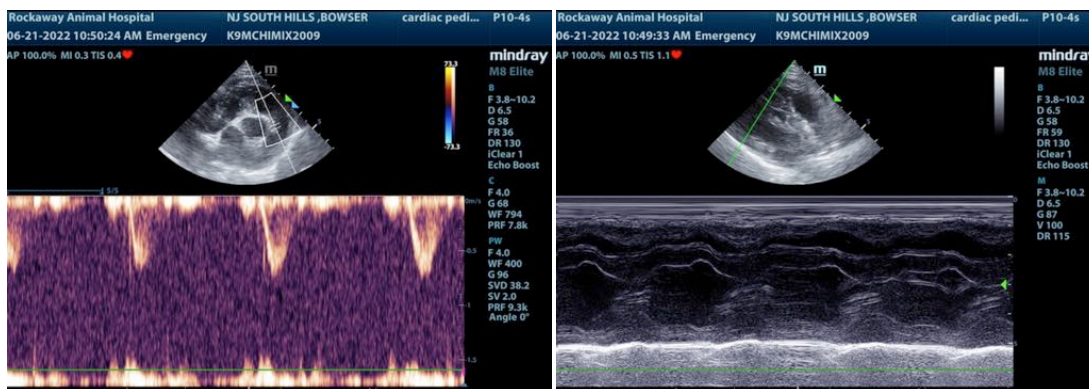 Rockaway Animal Hospital NJ SOUTH HILLS ,BOWSER cardiac pedi... P10-4s
06-21-2022 10:50:24 AM Emergency K9MCHIMIX2009
AP 100.0% MI 0.3 TIS 0.4
mindray
M8 Elite
m
73.3
-73.3
5
B
F 3.8~10.2
D 6.5
G 58
FR 36
DR 130
iClear 1
Echo Boost
C
F 4.0
G 68
WF 794
PRF 7.8k
PW
F 4.0
WF 400
G 96
SVD 38.2
SV 2.0
PRF 9.3k
Angle 0°
0m/s
-0.5
-1
-1.5
Rockaway Animal Hospital NJ SOUTH HILLS ,BOWSER cardiac pedi... P10-4s
06-21-2022 10:49:33 AM Emergency K9MCHIMIX2009
AP 100.0% MI 0.5 TIS 1.1
mindray
M8 Elite
m
5
B
F 3.8~10.2
D 6.5
G 58
FR 59
DR 130
iClear 1
Echo Boost
M
F 3.8~10.2
D 6.5
G 87
V 100
DR 115
0
5